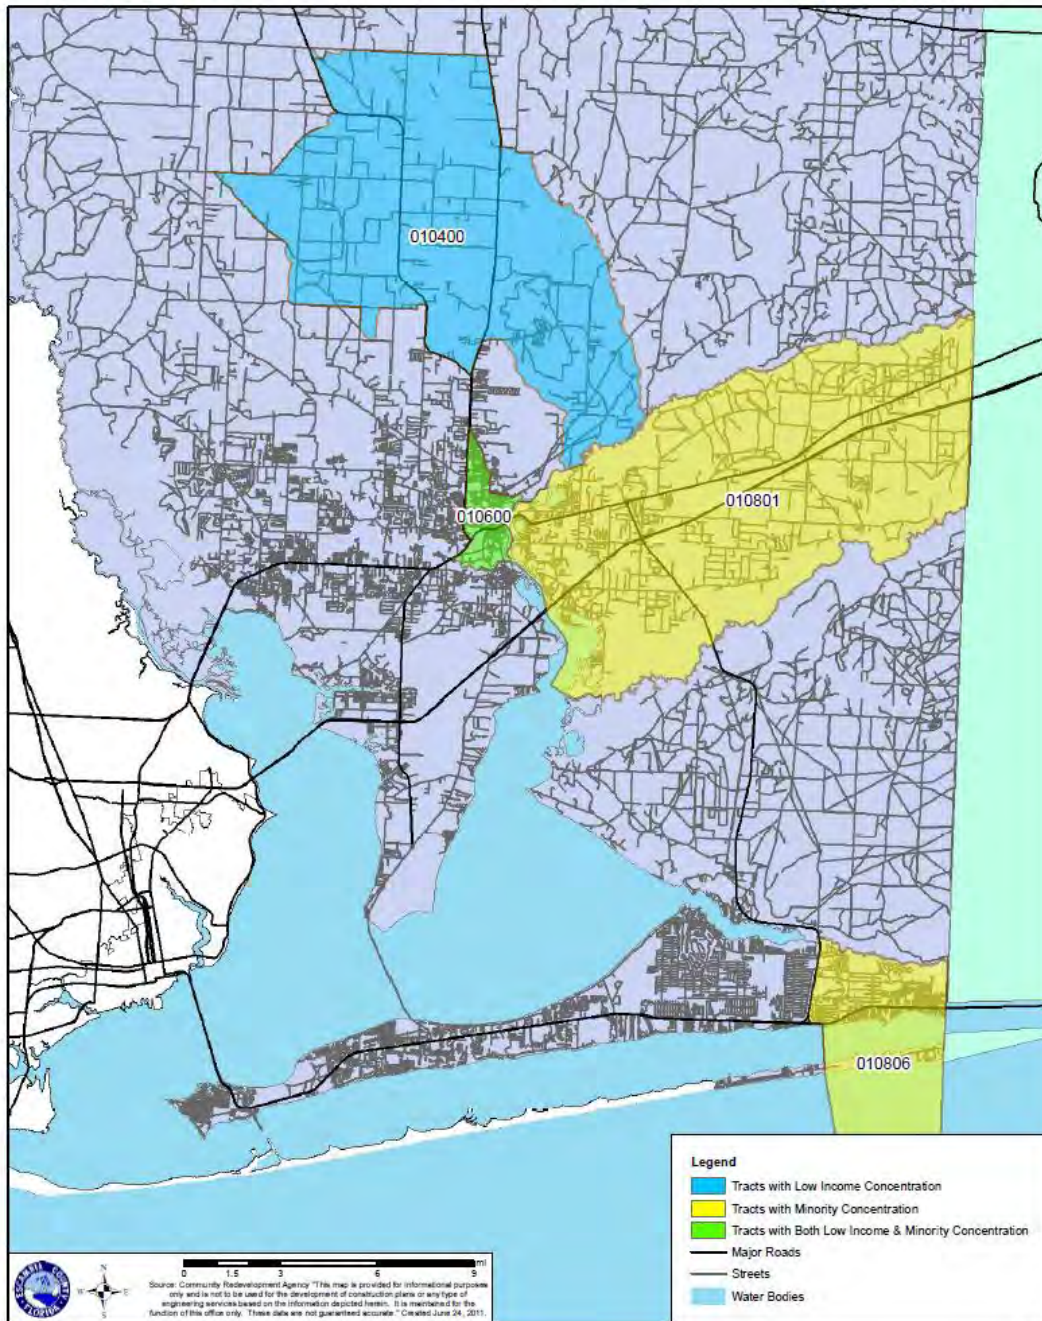 010400
010801
010600
010806
Legend
Tracts with Low Income Concentration
Tracts with Minority Concentration
Tracts with Both Low Income & Minority Concentration
Major Roads
Streets
Water Bodies
ESCAMBIA COUNTY
FLORIDA
N
W E
S
mi
0 1.5 3 6 9
Source: Community Redevelopment Agency "This map is provided for informational purposes
only and is not to be used for the development of construction plans or any type of
engineering services based on the information depicted herein. It is maintained for the
function of this office only. These data are not guaranteed accurate." Created June 24, 2011.